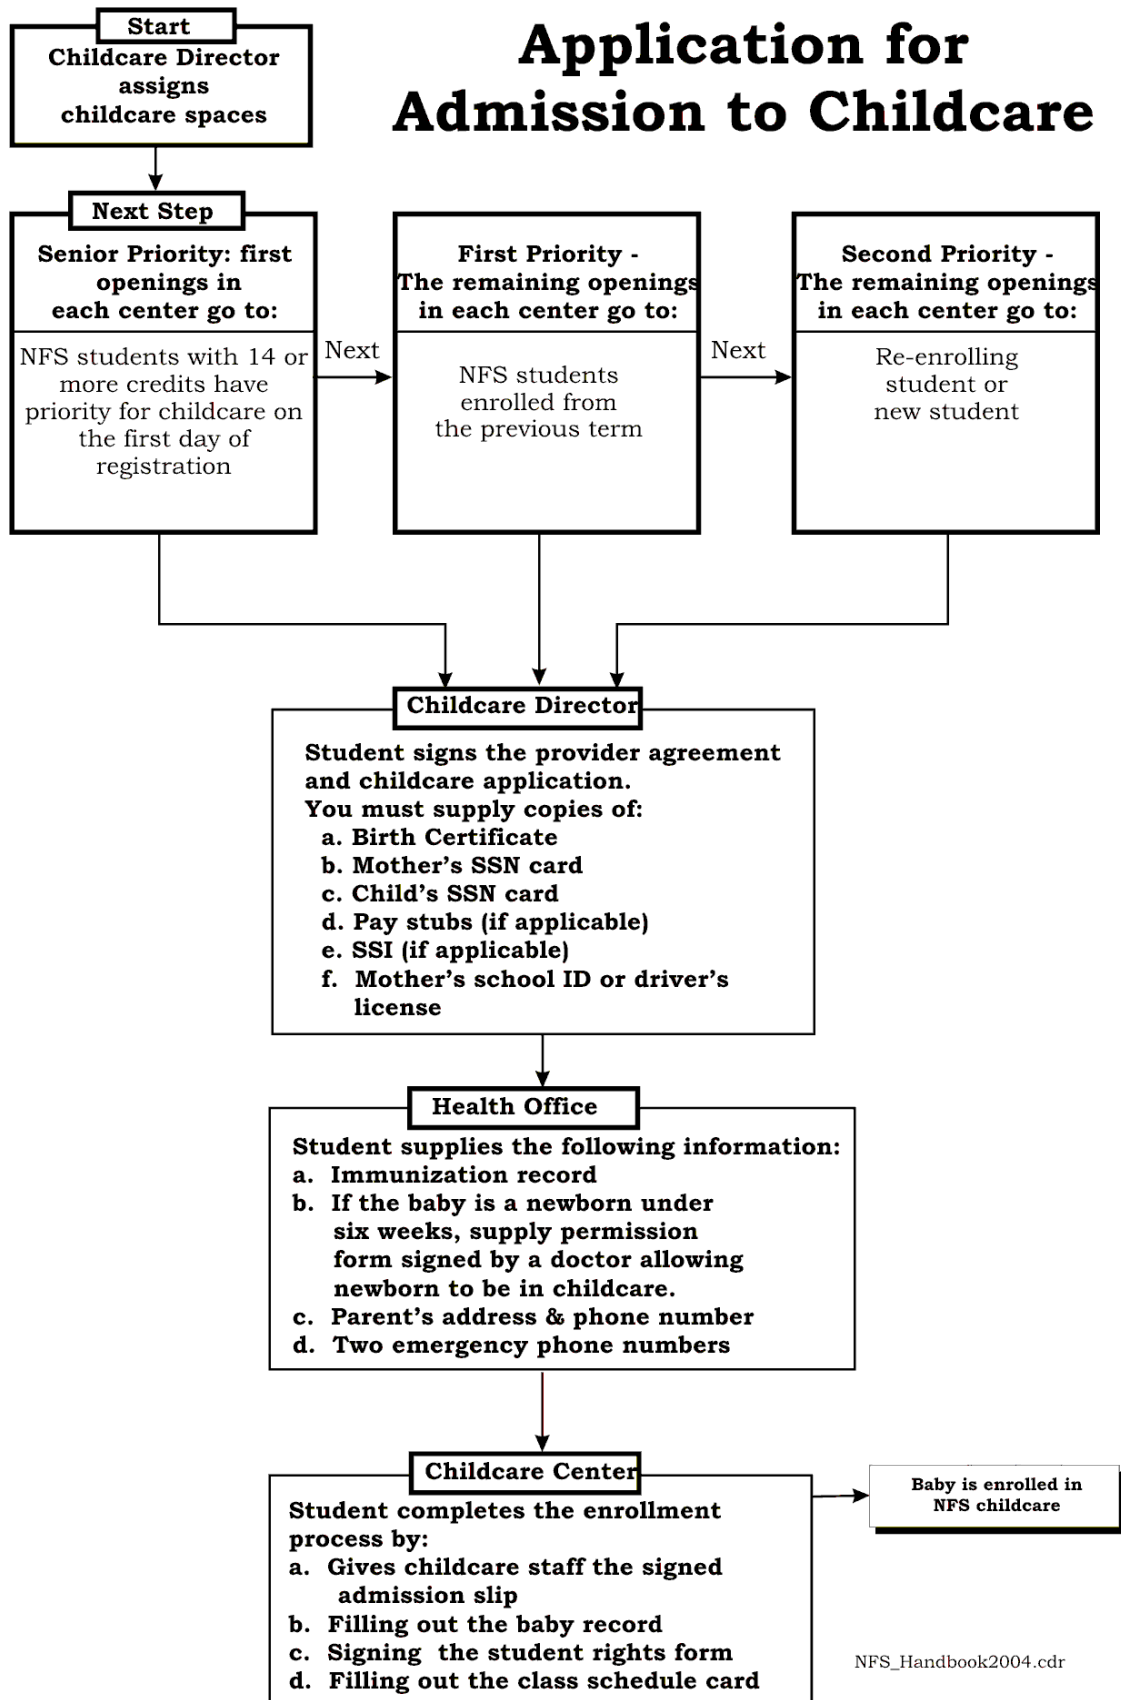 Application for
Admission to Childcare
Start
Childcare Director
assigns
childcare spaces
Next Step
Senior Priority: first
openings in
each center go to:
NFS students with 14 or
more credits have
priority for childcare on
the first day of
registration
Next
First Priority -
The remaining openings
in each center go to:
NFS students
enrolled from
the previous term
Next
Second Priority -
The remaining openings
in each center go to:
Re-enrolling
student or
new student
Childcare Director
Student signs the provider agreement
and childcare application.
You must supply copies of:
a. Birth Certificate
b. Mother's SSN card
c. Child's SSN card
d. Pay stubs (if applicable)
e. SSI (if applicable)
f. Mother's school ID or driver's
license
Health Office
Student supplies the following information:
a. Immunization record
b. If the baby is a newborn under
six weeks, supply permission
form signed by a doctor allowing
newborn to be in childcare.
c. Parent's address & phone number
d. Two emergency phone numbers
Childcare Center
Student completes the enrollment
process by:
a. Gives childcare staff the signed
admission slip
b. Filling out the baby record
c. Signing the student rights form
d. Filling out the class schedule card
Baby is enrolled in
NFS childcare
NFS_Handbook2004.cdr